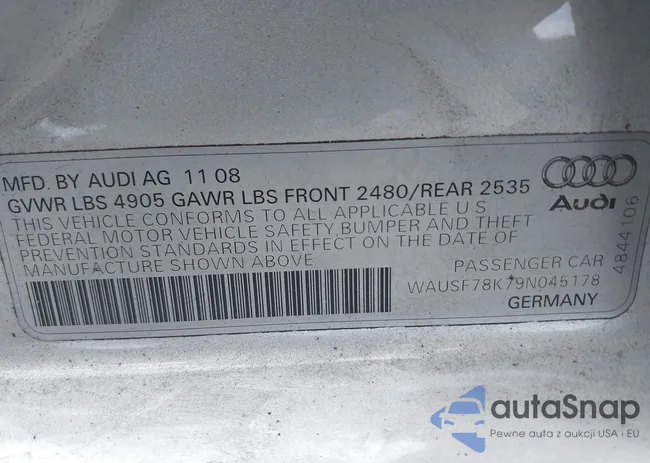 MFD. BY AUDI AG 11 08
GVWR LBS 4905 GAWR LBS FRONT 2480/REAR 2535
THIS VEHICLE CONFORMS TO ALL APPLICABLE U S
FEDERAL MOTOR VEHICLE SAFETY,BUMPER AND THEFT
PREVENTION STANDARDS IN EFFECT ON THE DATE OF
MANUFACTURE SHOWN ABOVE
PASSENGER CAR
WAUSF78K79N045178
GERMANY
Audi
4844106
autoSnap
Pewne auta z aukcji USA i EU